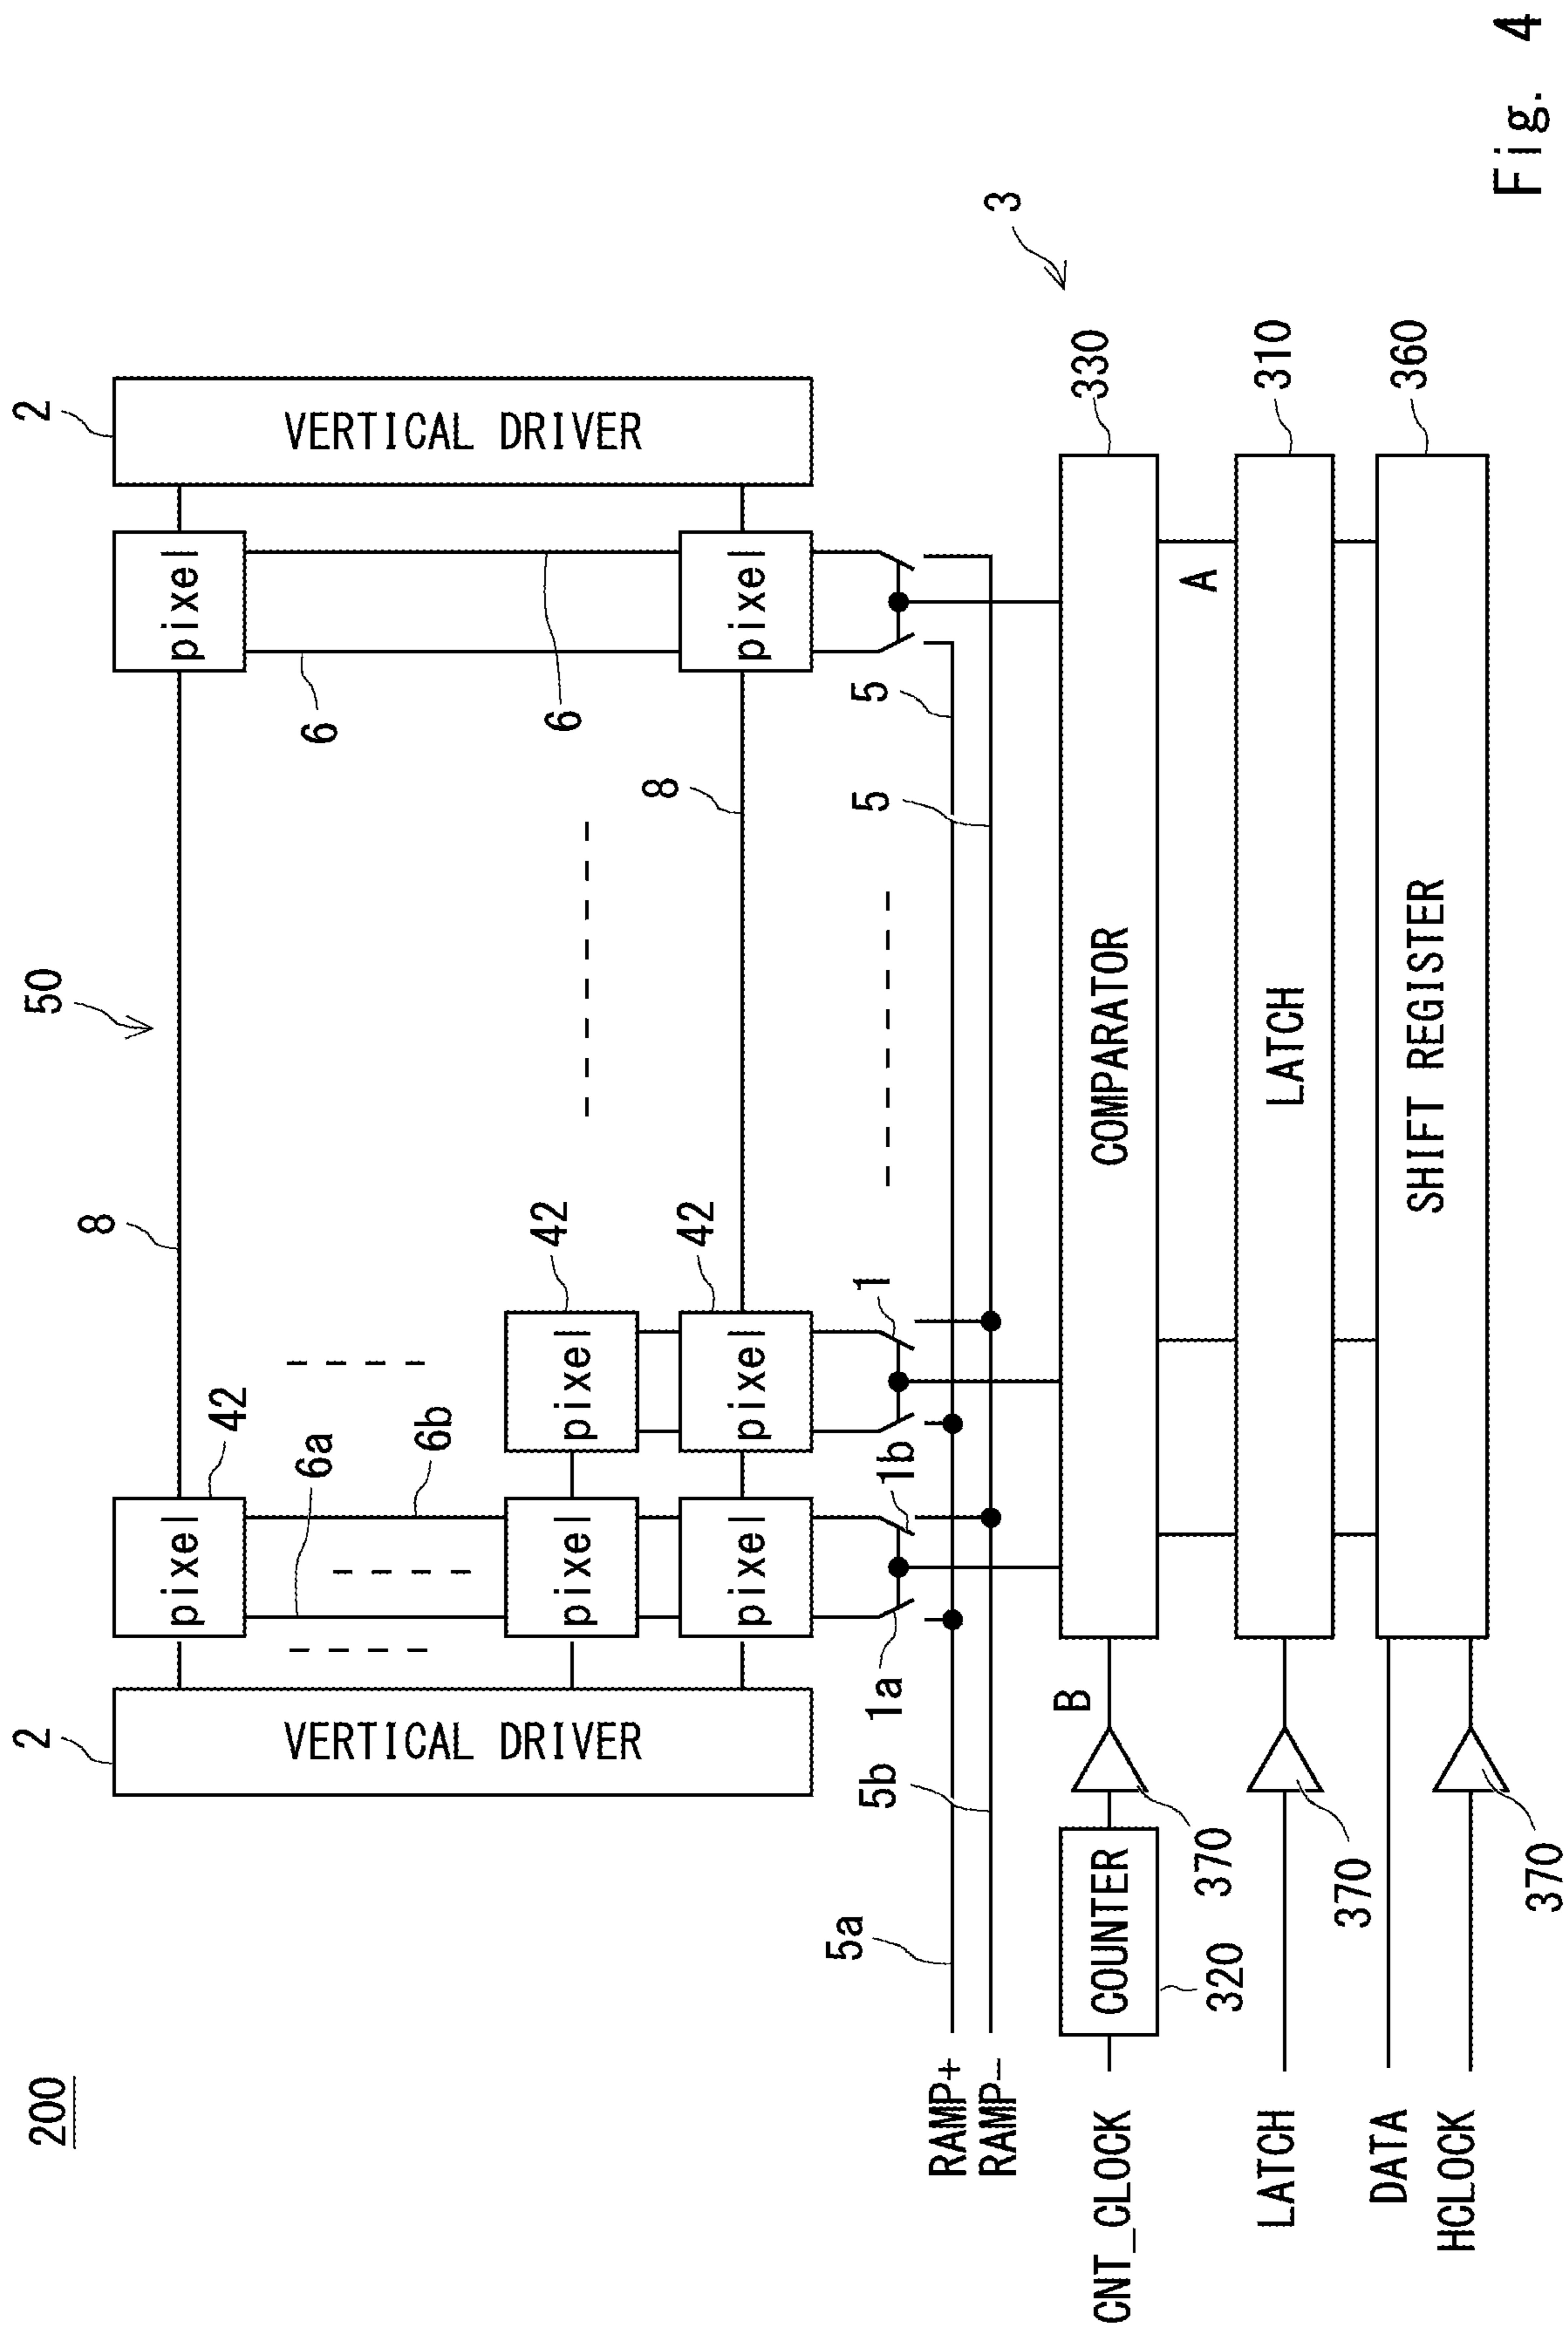 200
50
2
VERTICAL DRIVER
pixel
42
8
pixel
2
VERTICAL DRIVER
6a
6b
6
6
pixel
pixel
42
pixel
pixel
42
8
pixel
1a
1b
1
5
5
5a
5b
RAMP+
RAMP−
3
CNT_CLOCK
COUNTER
320
370
B
COMPARATOR
330
A
LATCH
370
LATCH
310
DATA
HCLOCK
370
SHIFT REGISTER
360
Fig. 4